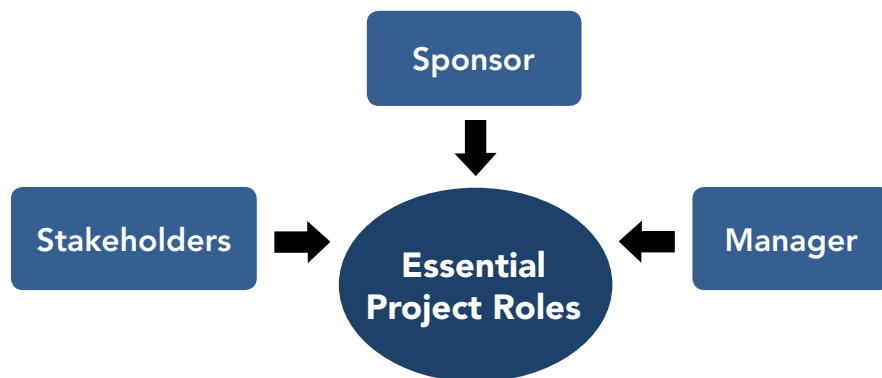 Sponsor
Stakeholders
Essential
Project Roles
Manager